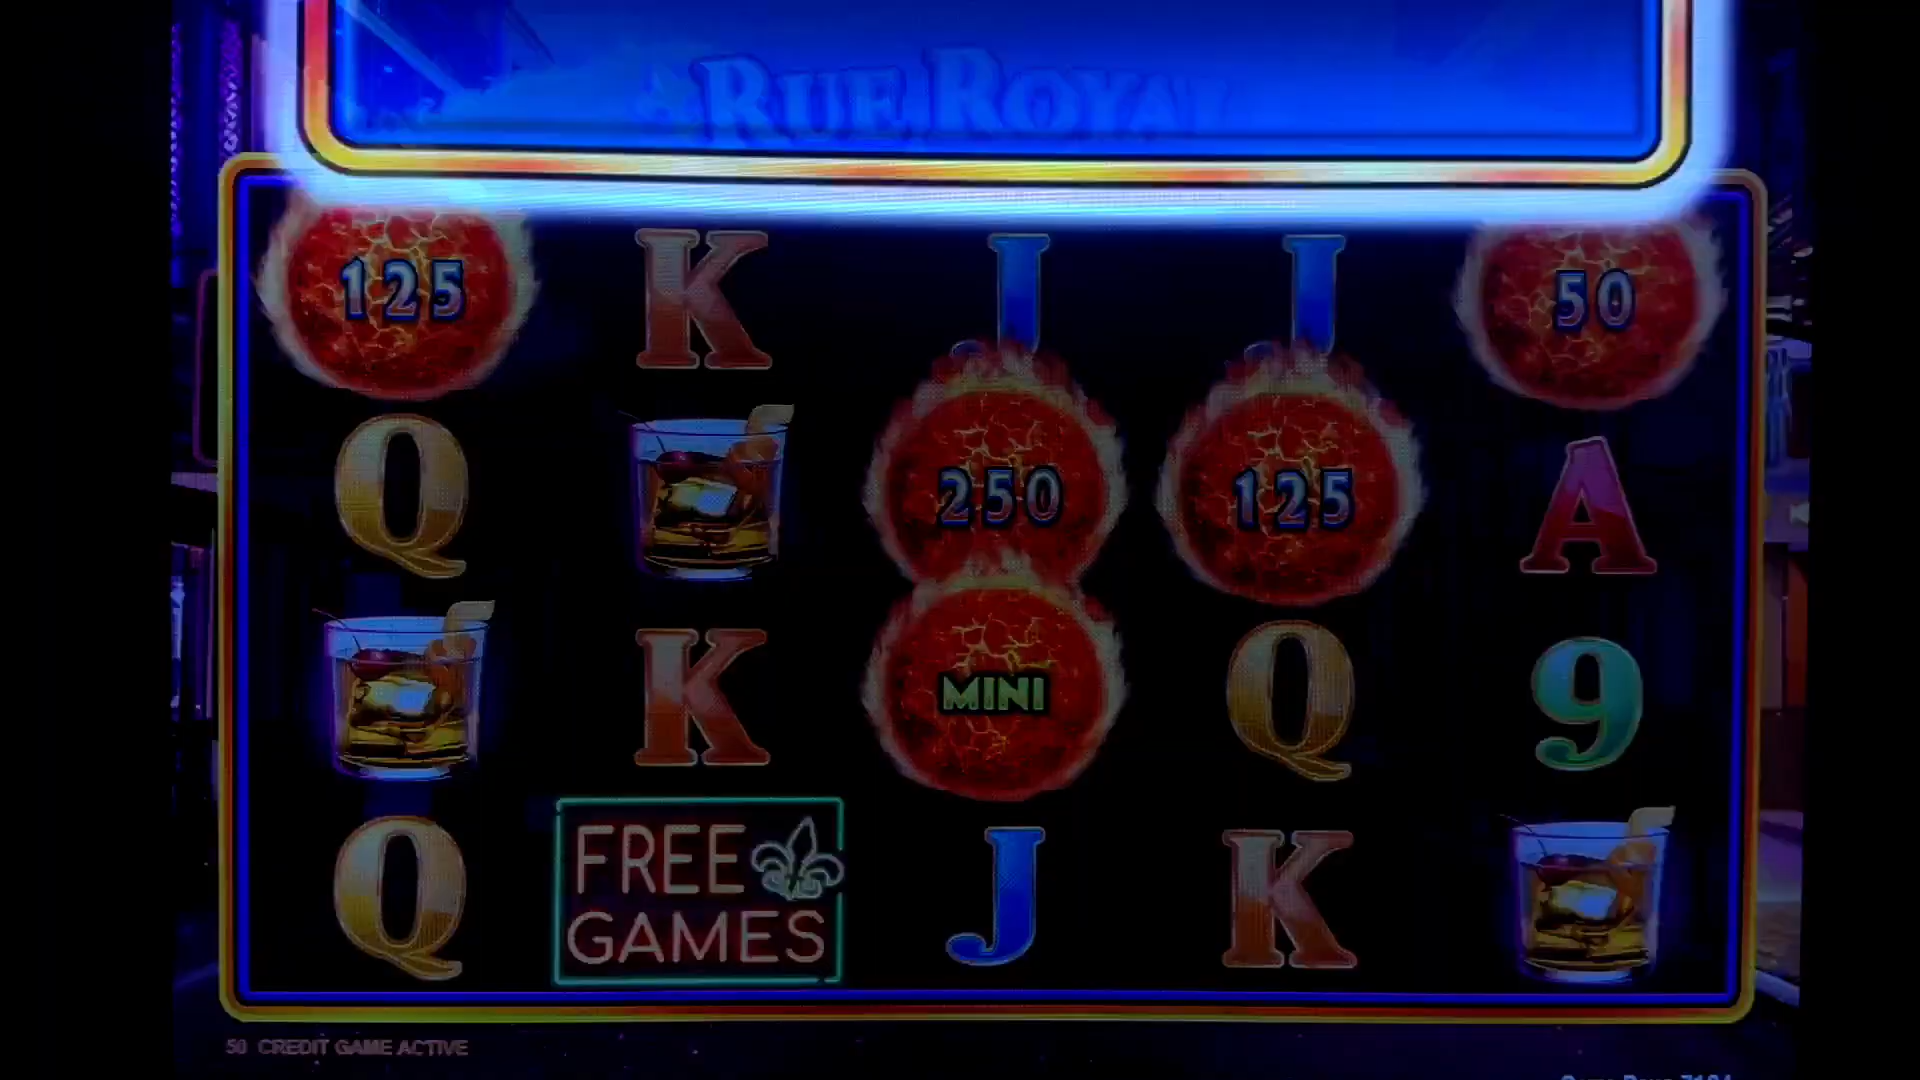 RUE ROYAL
125 K J J 50
Q 250 125 A
K MINI Q 9
Q FREE GAMES J K
50 CREDIT GAME ACTIVE